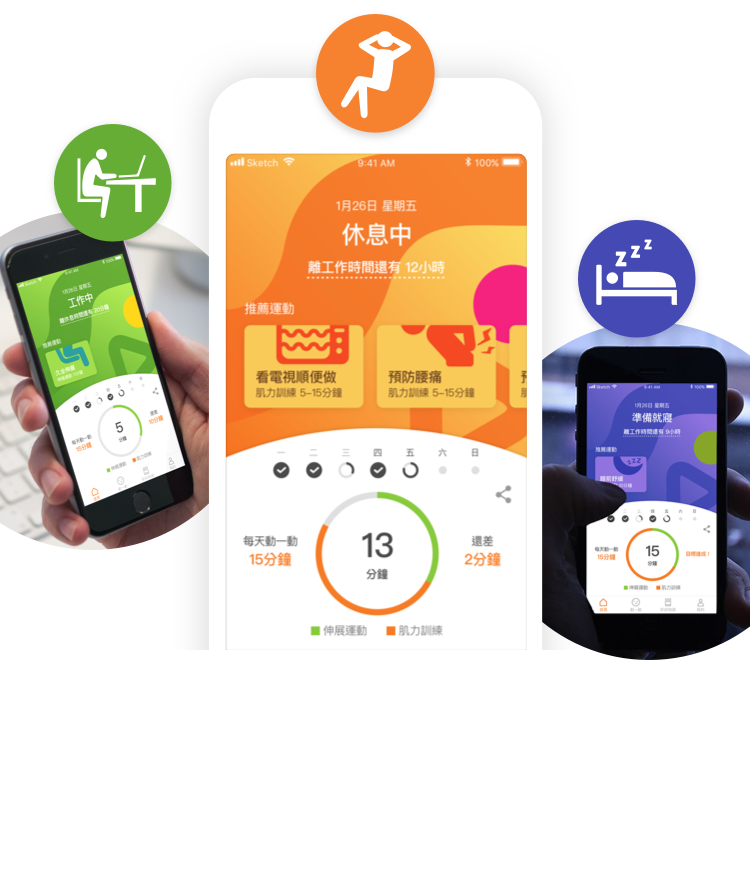 Sketch
9:41 AM
100%
1月26日 星期五
休息中
離工作時間還有 12小時
推薦運動
看電視順便做
肌力訓練 5–15分鐘
預防腰痛
肌力訓練 5–15分鐘
一 二 三 四 五 六 日
每天動一動
15分鐘
13
分鐘
還差
2分鐘
伸展運動
肌力訓練
Sketch
9:41 AM
100%
1月26日 星期五
工作中
推薦運動
久坐伸展
每天動一動
15分鐘
5
分鐘
還差
10分鐘
伸展運動
肌力訓練
zzz
Sketch
9:41 AM
100%
1月26日 星期五
準備就寢
離工作時間還有 9小時
推薦運動
睡前舒緩
每天動一動
15分鐘
15
分鐘
目標達成！
伸展運動
肌力訓練